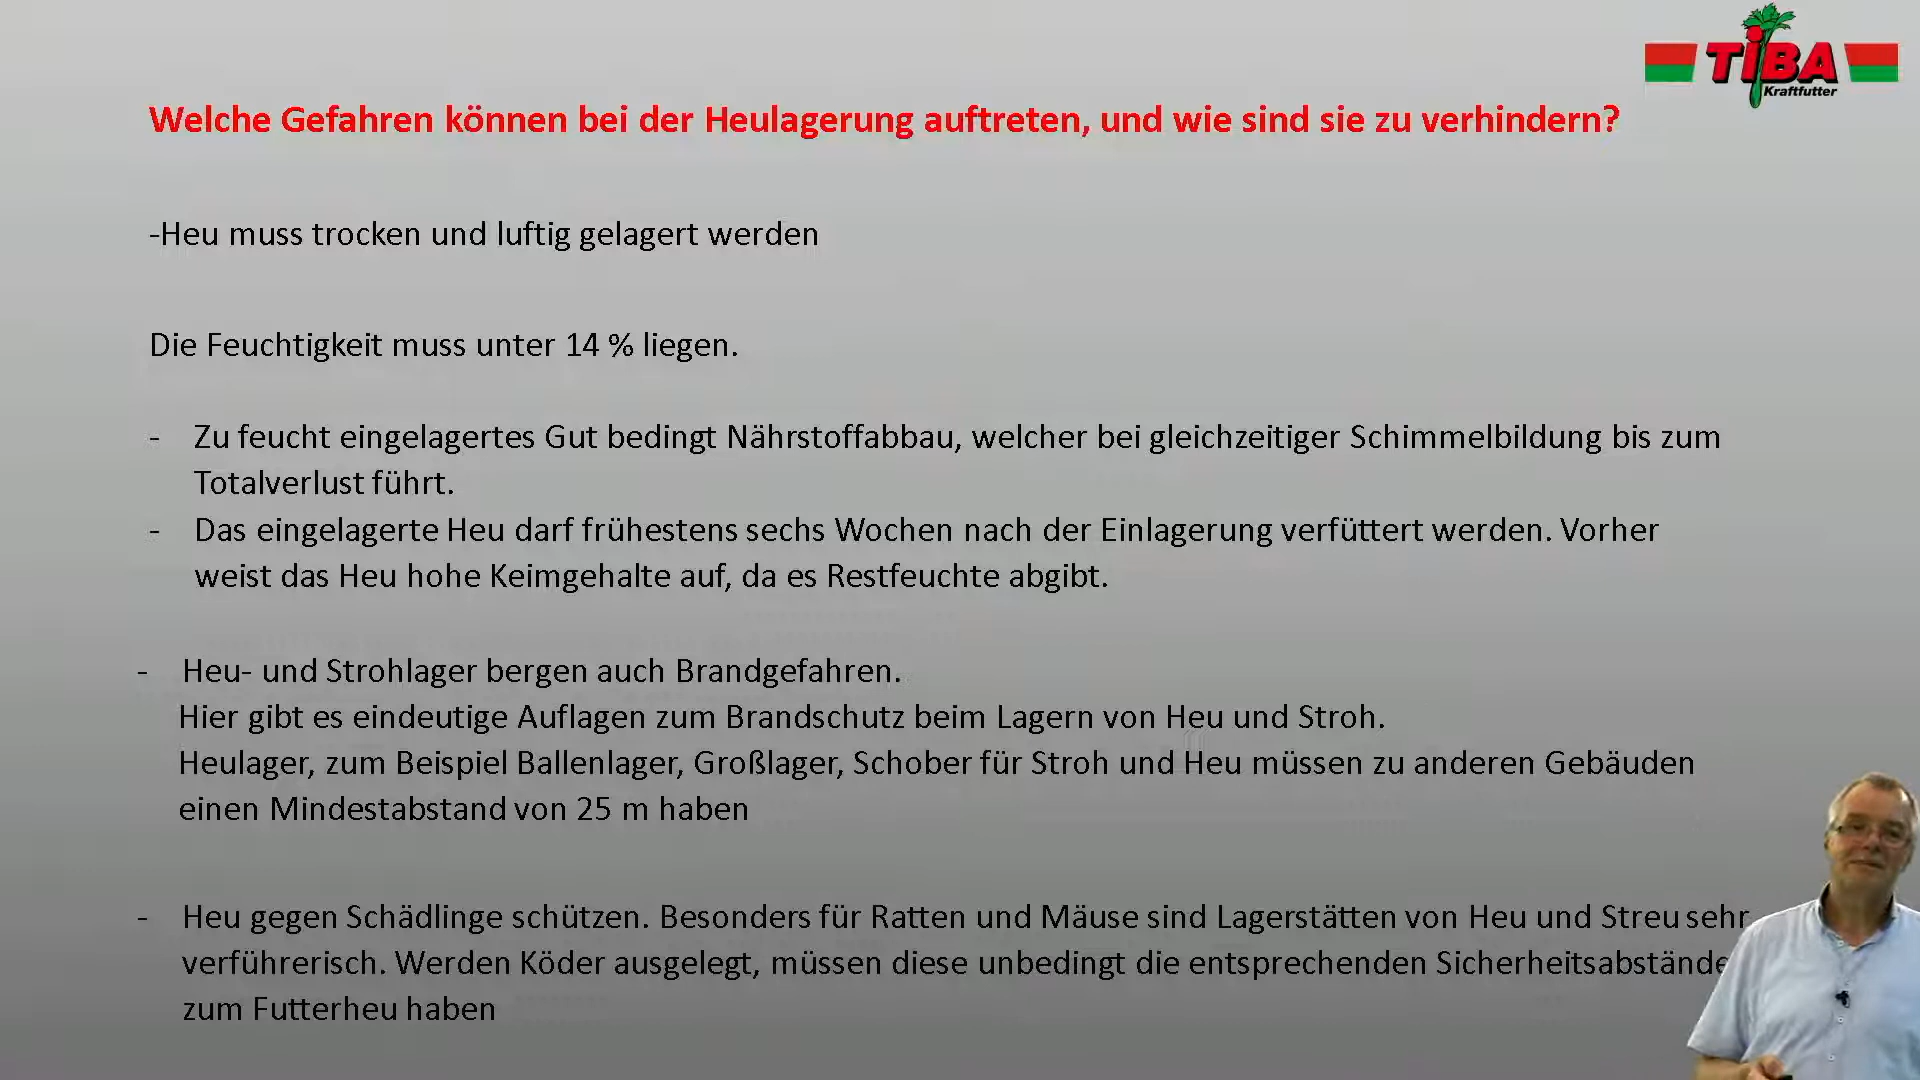 TiBA
Kraftfutter
Welche Gefahren können bei der Heulagerung auftreten, und wie sind sie zu verhindern?
-Heu muss trocken und luftig gelagert werden
Die Feuchtigkeit muss unter 14 % liegen.
- Zu feucht eingelagertes Gut bedingt Nährstoffabbau, welcher bei gleichzeitiger Schimmelbildung bis zum
Totalverlust führt.
- Das eingelagerte Heu darf frühestens sechs Wochen nach der Einlagerung verfüttert werden. Vorher
weist das Heu hohe Keimgehalte auf, da es Restfeuchte abgibt.
- Heu- und Strohlager bergen auch Brandgefahren.
Hier gibt es eindeutige Auflagen zum Brandschutz beim Lagern von Heu und Stroh.
Heulager, zum Beispiel Ballenlager, Großlager, Schober für Stroh und Heu müssen zu anderen Gebäuden
einen Mindestabstand von 25 m haben
- Heu gegen Schädlinge schützen. Besonders für Ratten und Mäuse sind Lagerstätten von Heu und Streu sehr
verführerisch. Werden Köder ausgelegt, müssen diese unbedingt die entsprechenden Sicherheitsabstände
zum Futterheu haben